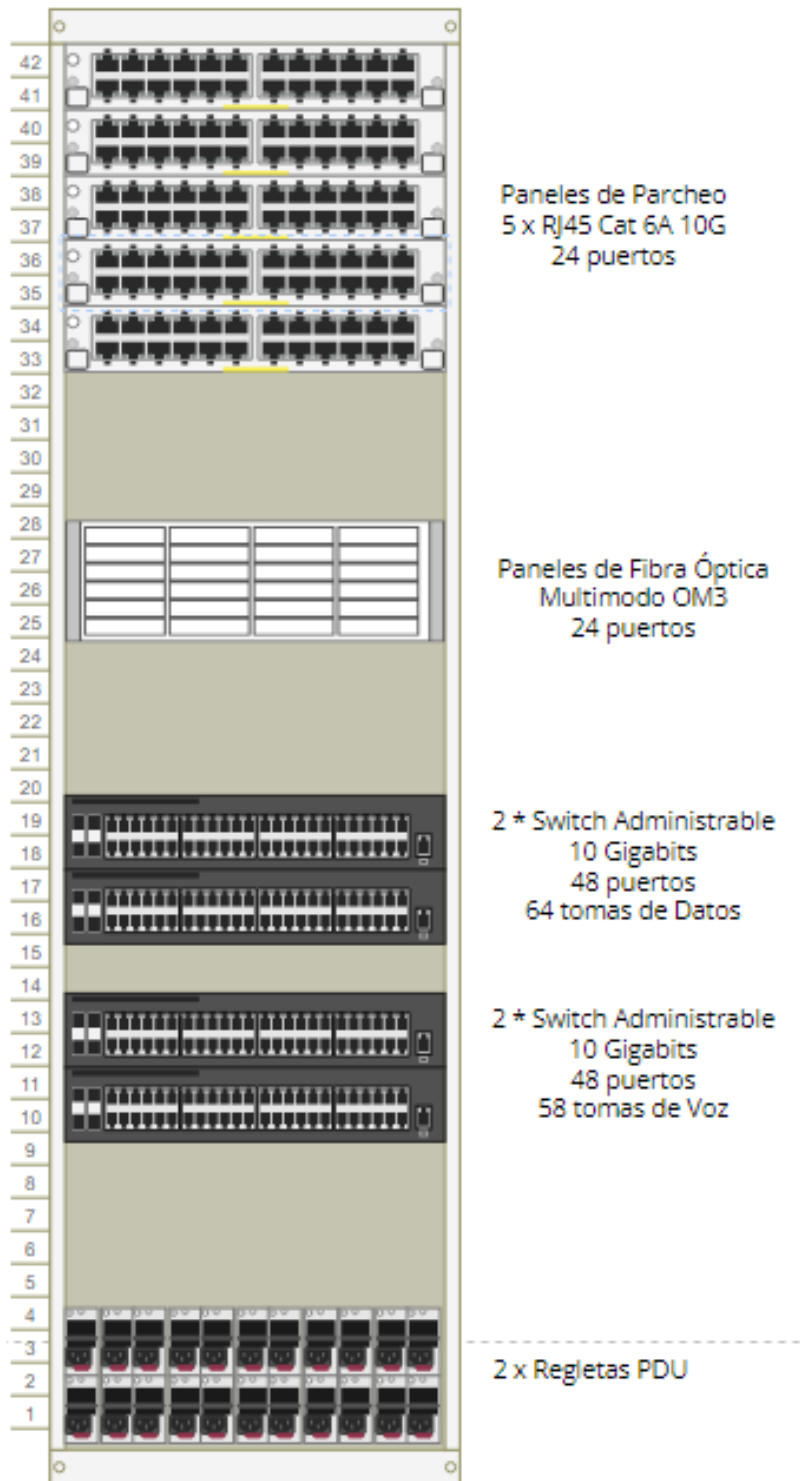 42
41
40
39
38
37
36
35
34
33
32
31
30
29
28
27
26
25
24
23
22
21
20
19
18
17
16
15
14
13
12
11
10
9
8
7
6
5
4
3
2
1
Paneles de Parcheo
5 x RJ45 Cat 6A 10G
24 puertos
Paneles de Fibra Óptica
Multimodo OM3
24 puertos
2 * Switch Administrable
10 Gigabits
48 puertos
64 tomas de Datos
2 * Switch Administrable
10 Gigabits
48 puertos
58 tomas de Voz
2 x Regletas PDU